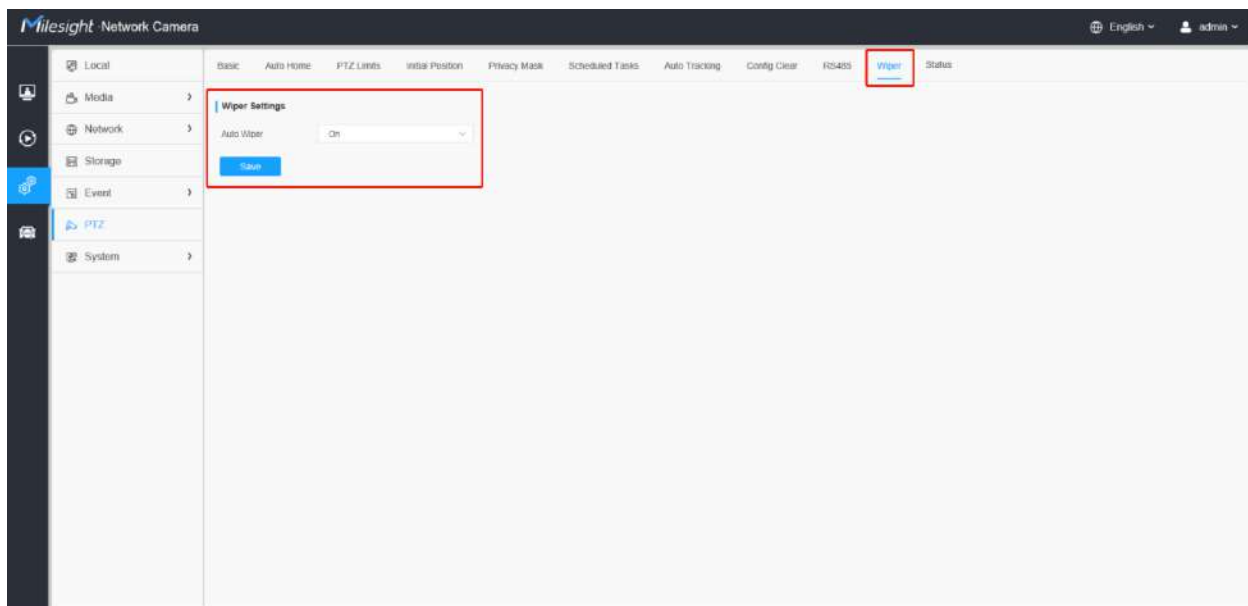 Milesight Network Camera
English
admin
Local
Media
Network
Storage
Event
PTZ
System
Basic Auto Home PTZ Limits Initial Position Privacy Mask Scheduled Tasks Auto Tracking Config Clear RS485 Wiper Status
Wiper Settings
Auto Wiper On
Save